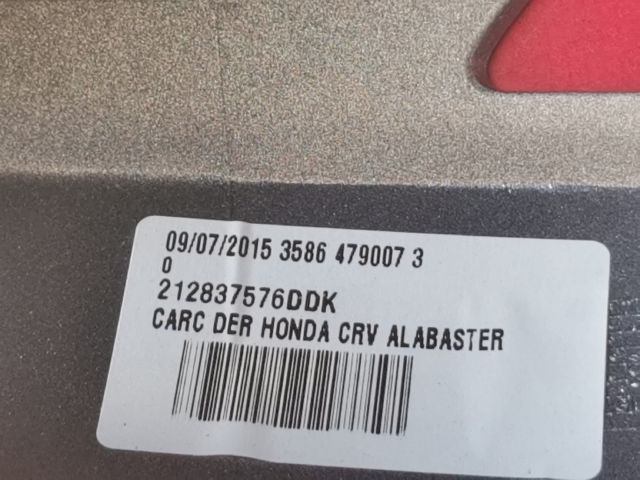 09/07/2015 3586 479007 3
0
212837576DDK
CARC DER HONDA CRV ALABASTER